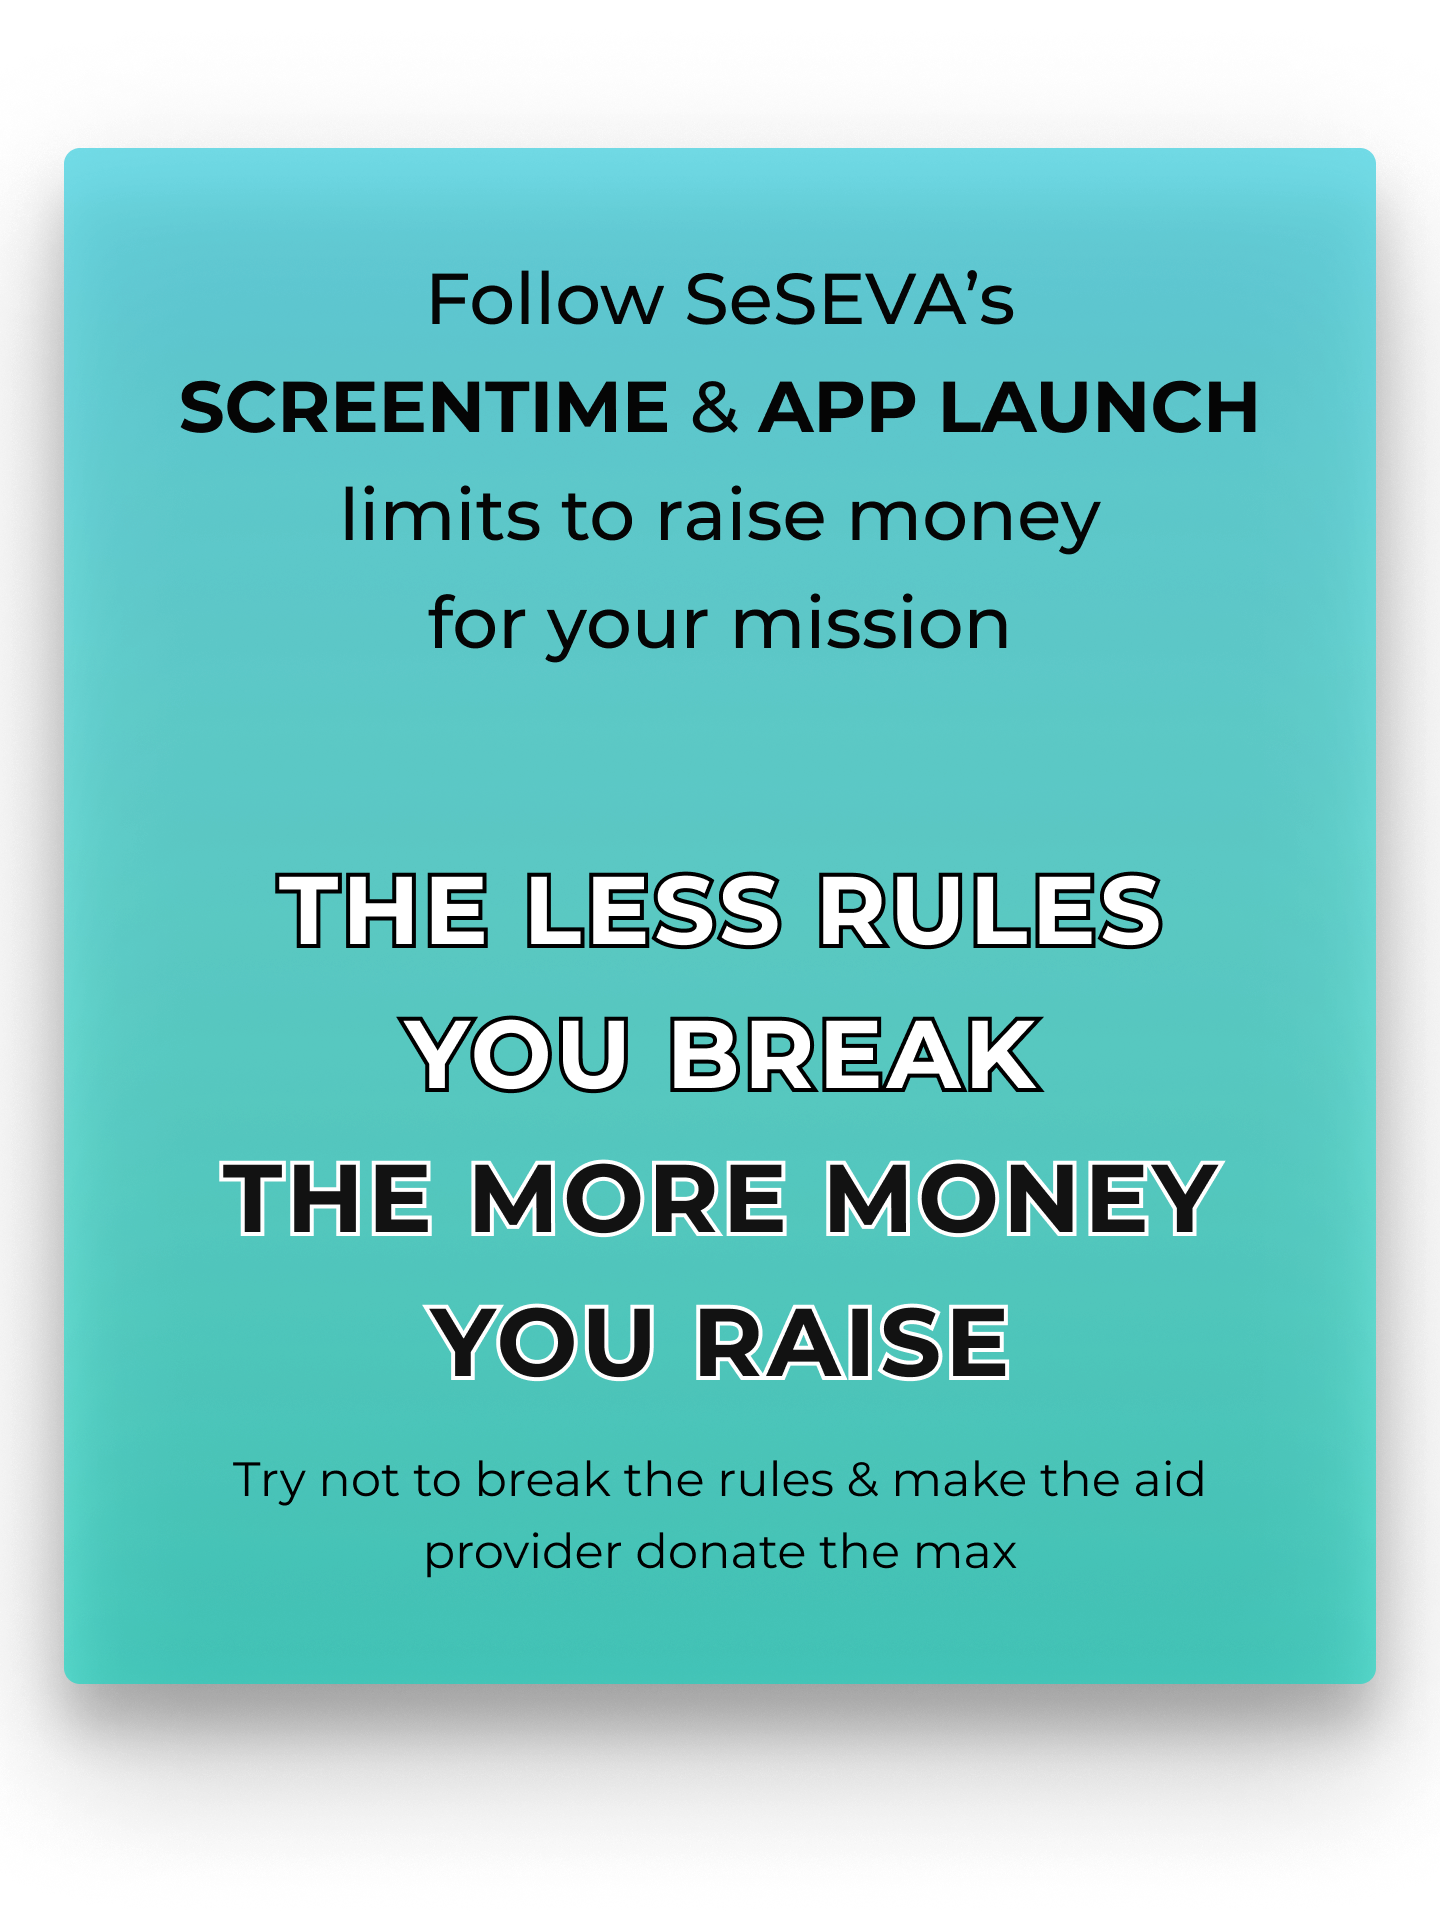 Follow SeSEVA’s
SCREENTIME & APP LAUNCH
limits to raise money
for your mission
THE LESS RULES
YOU BREAK
THE MORE MONEY
YOU RAISE
Try not to break the rules & make the aid
provider donate the max